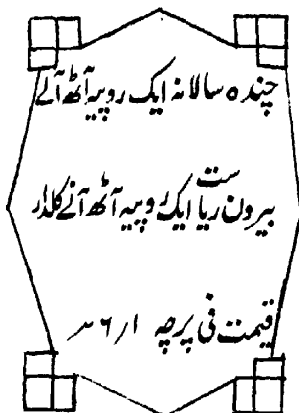 چندہ سالانہ ایک روپیہ آٹھ آنے
بیرون ریاست ایک روپیہ آٹھ آنے کلدار
قیمت فی پرچہ